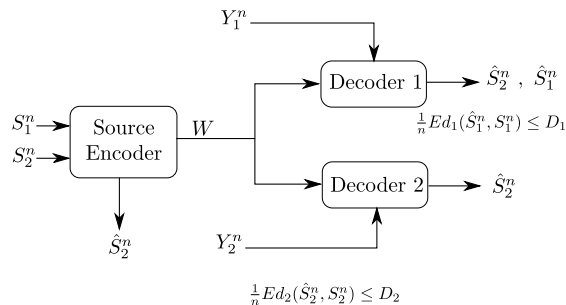 Y_1^n
Ŝ_2^n , Ŝ_1^n
Decoder 1
S_1^n
S_2^n
Source
Encoder
W
1/n Ed_1(Ŝ_1^n, S_1^n) ≤ D_1
Decoder 2
Ŝ_2^n
Ŝ_2^n
Y_2^n
1/n Ed_2(Ŝ_2^n, S_2^n) ≤ D_2